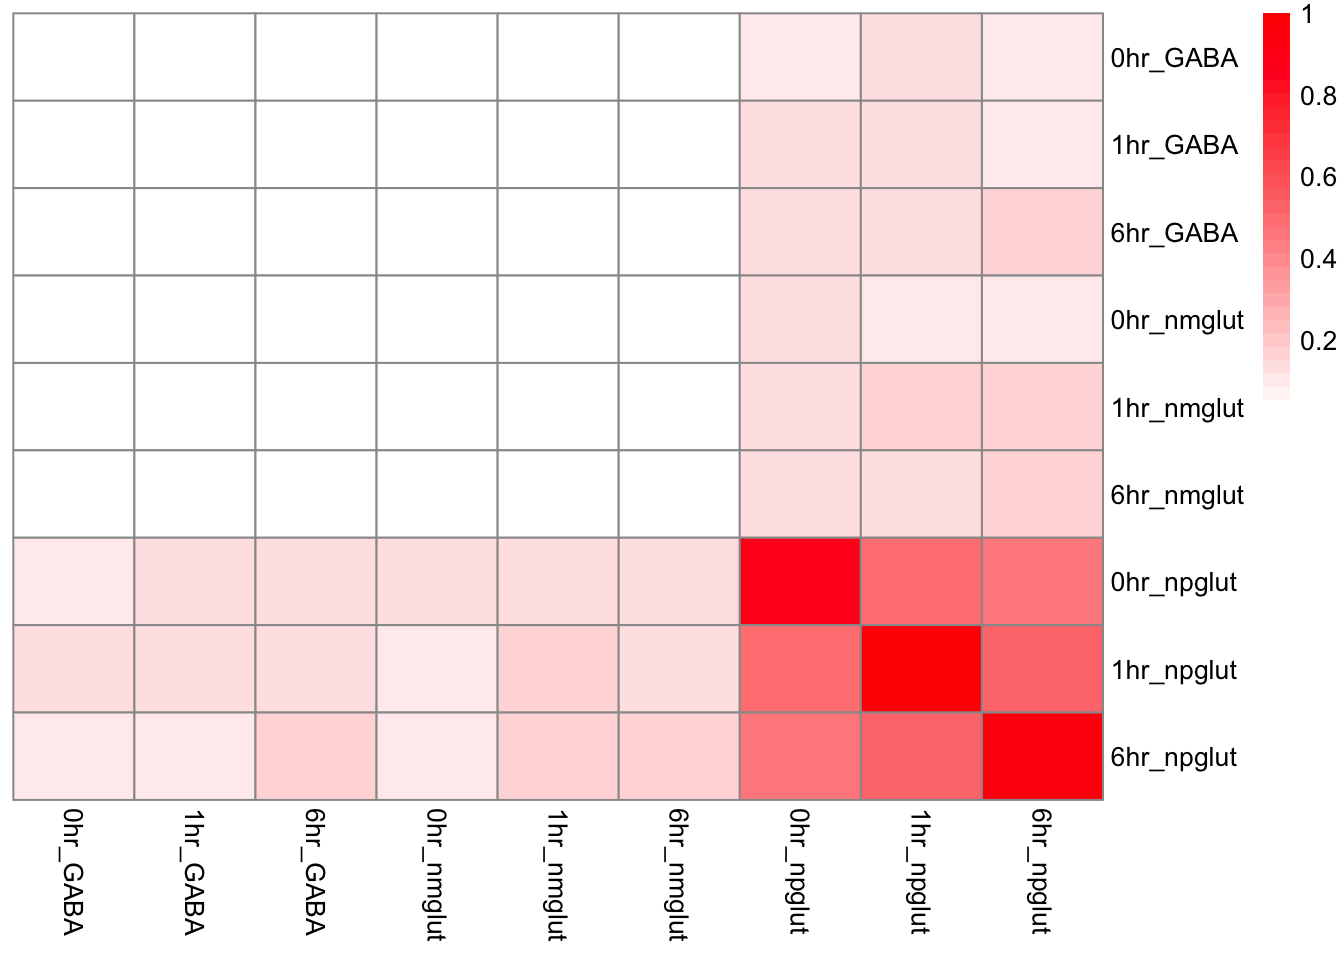 1
0hr_GABA
0.8
1hr_GABA
0.6
6hr_GABA
0.4
0hr_nmglut
0.2
1hr_nmglut
6hr_nmglut
0hr_npglut
1hr_npglut
6hr_npglut
0hr_GABA
1hr_GABA
6hr_GABA
0hr_nmglut
1hr_nmglut
6hr_nmglut
0hr_npglut
1hr_npglut
6hr_npglut